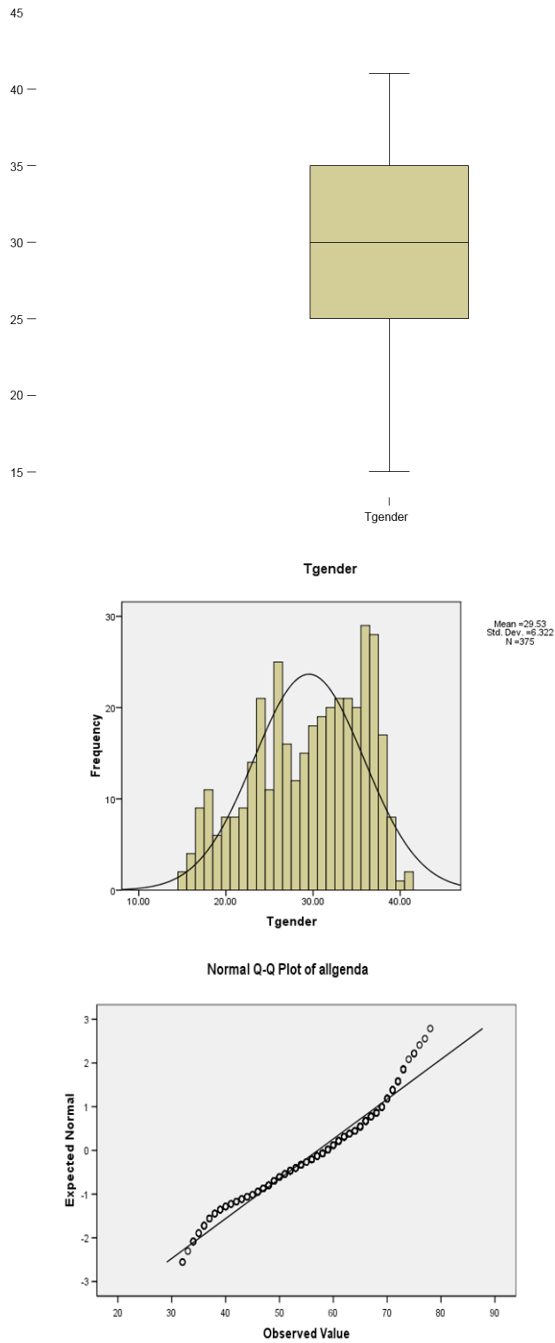 45
40
35
30
25
20
15
Tgender
Tgender
Mean =29.53
Std. Dev. =6.322
N =375
30
20
10
0
Frequency
10.00 20.00 30.00 40.00
Tgender
Normal Q-Q Plot of allgenda
3
2
1
0
-1
-2
-3
Expected Normal
20 30 40 50 60 70 80 90
Observed Value